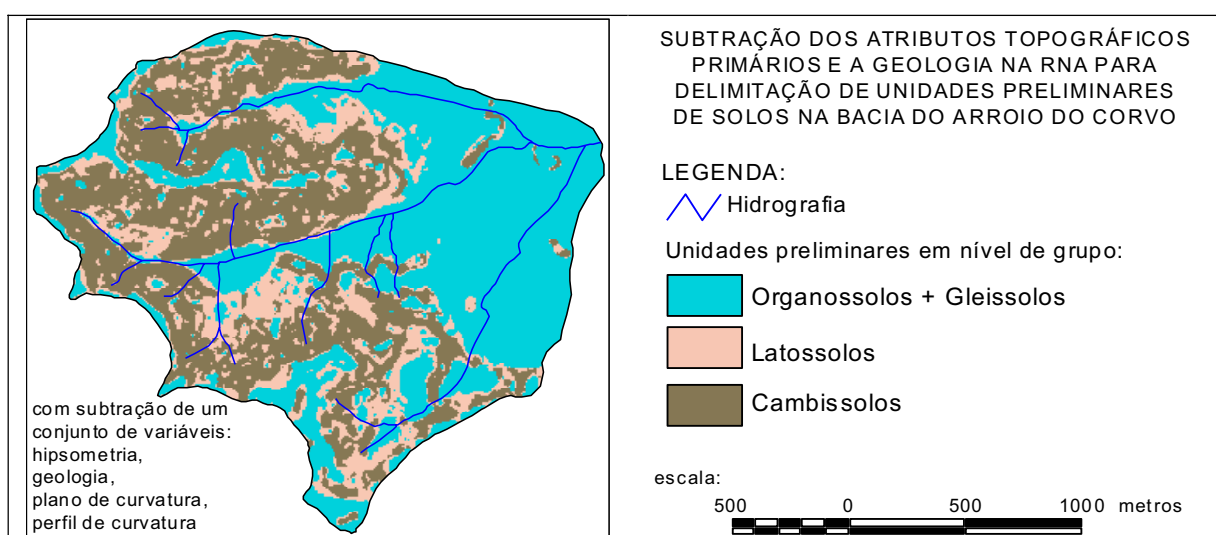 SUBTRAÇÃO DOS ATRIBUTOS TOPOGRÁFICOS
PRIMÁRIOS E A GEOLOGIA NA RNA PARA
DELIMITAÇÃO DE UNIDADES PRELIMINARES
DE SOLOS NA BACIA DO ARROIO DO CORVO
LEGENDA:
Hidrografia
Unidades preliminares em nível de grupo:
Organossolos + Gleissolos
Latossolos
Cambissolos
com subtração de um
conjunto de variáveis:
hipsometria,
geologia,
plano de curvatura,
perfil de curvatura
escala:
500 0 500 1000 metros